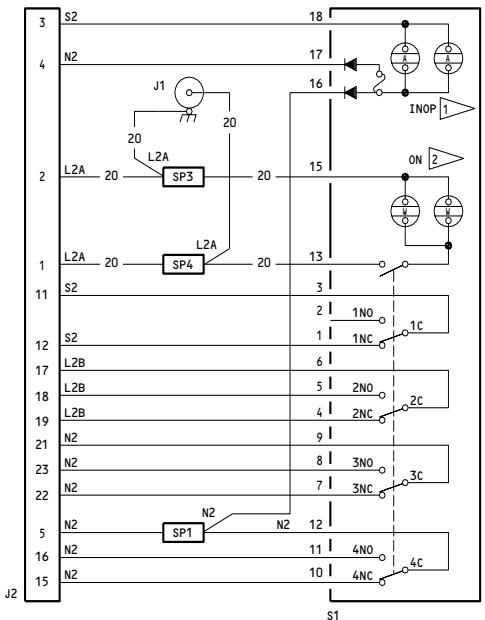 3 S2 18
4 N2 17
J1 16
A A
INOP 1
20 20
L2A
ON 2
2 L2A 20 SP3 20 15
W W
L2A
1 L2A 20 SP4 20 13
11 S2 3
2 1NO
1C
12 S2 1 1NC
17 L2B 6
18 L2B 5 2NO
2C
19 L2B 4 2NC
21 N2 9
23 N2 8 3NO
3C
22 N2 7 3NC
N2
5 N2 SP1 N2 12
16 N2 11 4NO
4C
15 N2 10 4NC
J2
S1